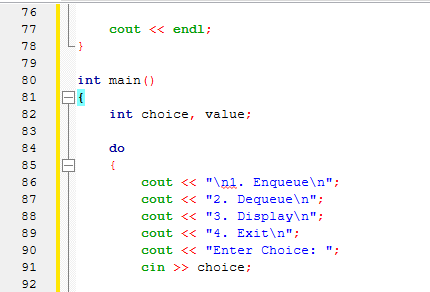 76
77 cout << endl;
78 }
79
80 int main()
81 {
82 int choice, value;
83
84 do
85 {
86 cout << "\n1. Enqueue\n";
87 cout << "2. Dequeue\n";
88 cout << "3. Display\n";
89 cout << "4. Exit\n";
90 cout << "Enter Choice: ";
91 cin >> choice;
92